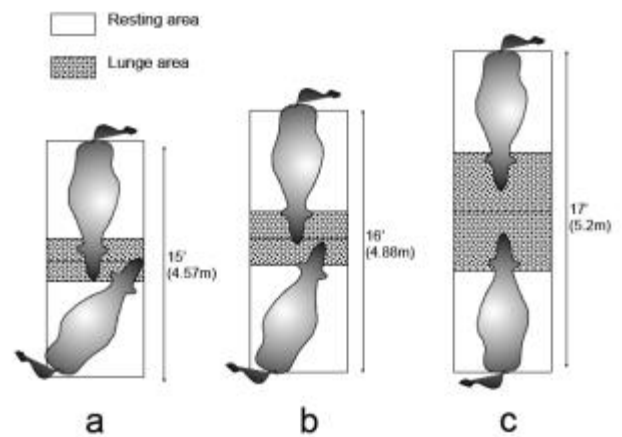 Resting area
Lunge area
15'
(4.57m)
16'
(4.88m)
17'
(5.2m)
a
b
c